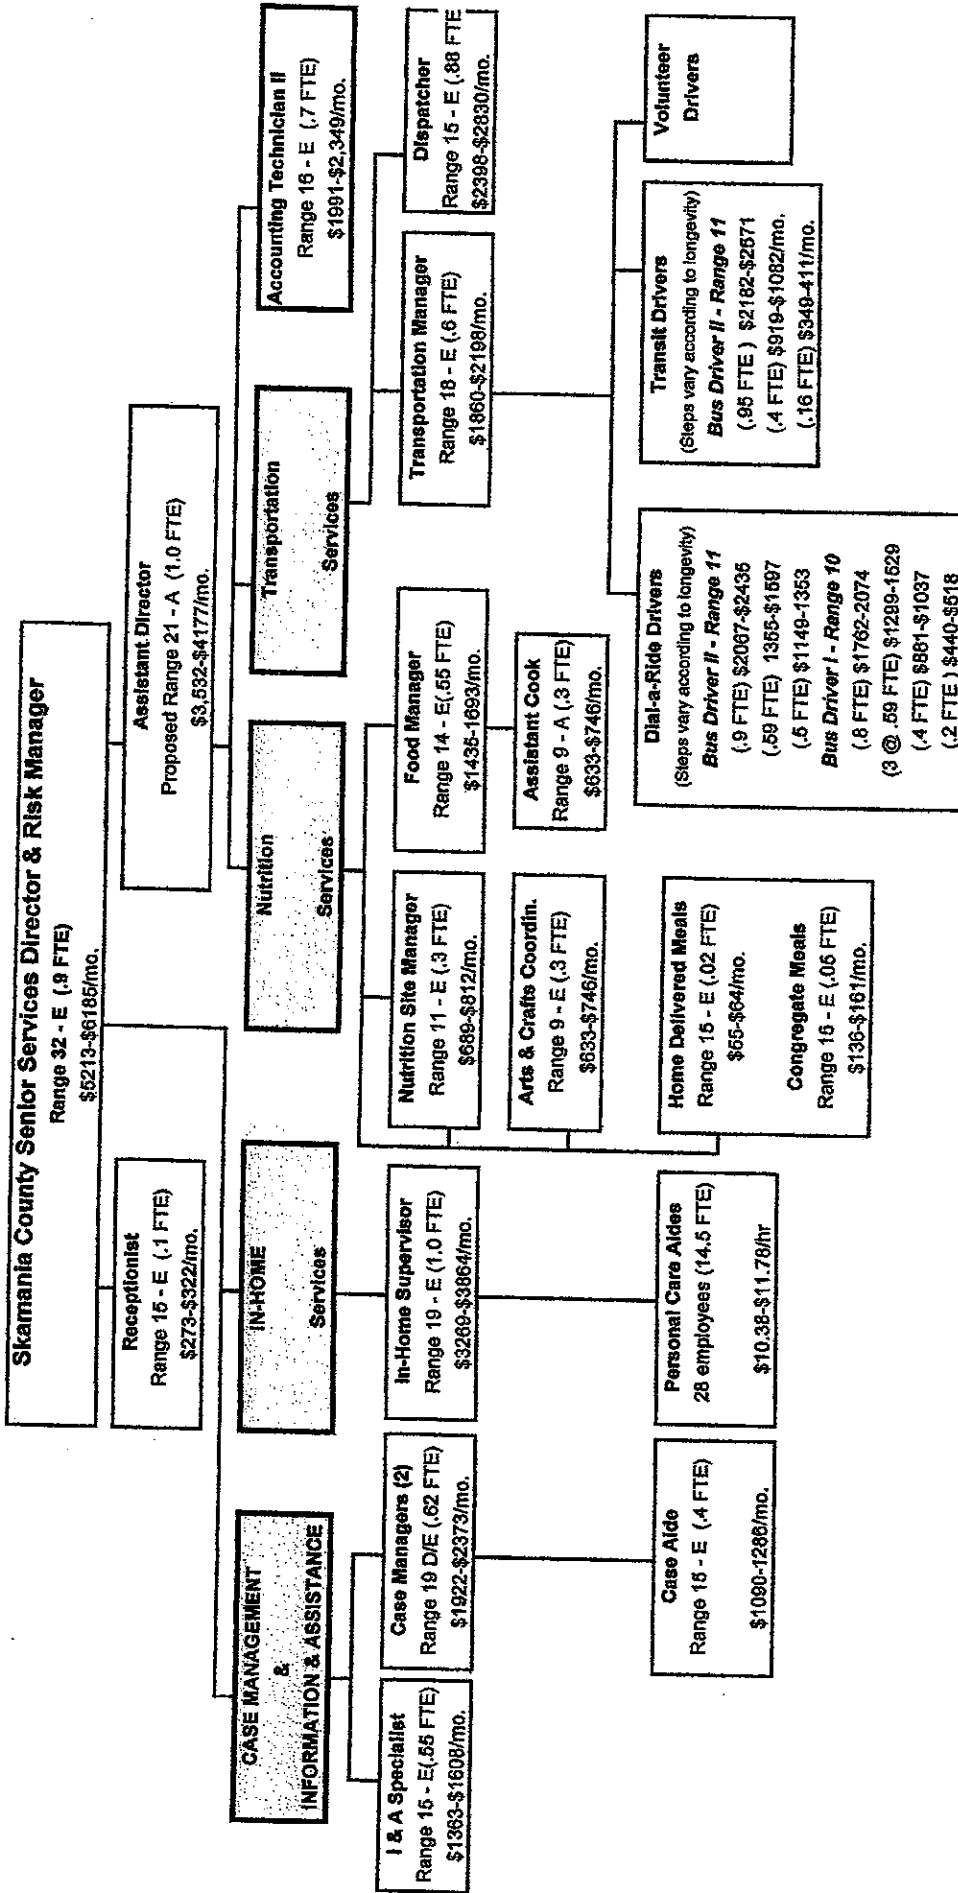 Skamania County Senior Services Director & Risk Manager
Range 32 - E (.9 FTE)
$5213-$6185/mo.
Receptionist
Range 15 - E (.1 FTE)
$273-$322/mo.
Assistant Director
Proposed Range 21 - A (1.0 FTE)
$3,532-$4177/mo.
CASE MANAGEMENT
&
INFORMATION & ASSISTANCE
IN-HOME
Services
Nutrition
Services
Transportation
Services
Accounting Technician II
Range 15 - E (.7 FTE)
$1991-$2,349/mo.
I & A Specialist
Range 15 - E(.55 FTE)
$1363-$1608/mo.
Case Managers (2)
Range 19 D/E (.62 FTE)
$1922-$2373/mo.
In-Home Supervisor
Range 19 - E (1.0 FTE)
$3269-$3864/mo.
Nutrition Site Manager
Range 11 - E (.3 FTE)
$689-$812/mo.
Food Manager
Range 14 - E(.55 FTE)
$1435-1693/mo.
Transportation Manager
Range 18 - E (.6 FTE)
$1860-$2198/mo.
Dispatcher
Range 15 - E (.88 FTE
$2398-$2830/mo.
Arts & Crafts Coordin.
Range 9 - E (.3 FTE)
$633-$746/mo.
Assistant Cook
Range 9 - A (.3 FTE)
$633-$746/mo.
Case Aide
Range 15 - E (.4 FTE)
$1090-1286/mo.
Personal Care Aides
28 employees (14.5 FTE)
$10.38-$11.78/hr
Home Delivered Meals
Range 15 - E (.02 FTE)
$55-$64/mo.
Congregate Meals
Range 15 - E (.05 FTE)
$136-$161/mo.
Dial-a-Ride Drivers
(Steps vary according to longevity)
Bus Driver II - Range 11
(.9 FTE) $2067-$2435
(.59 FTE) 1355-$1597
(.5 FTE) $1149-1353
Bus Driver I - Range 10
(.8 FTE) $1762-2074
(3 @ .59 FTE) $1299-1529
(.4 FTE) $881-$1037
(.2 FTE ) $440-$518
Transit Drivers
(Steps vary according to longevity)
Bus Driver II - Range 11
(.95 FTE ) $2182-$2571
(.4 FTE) $919-$1082/mo.
(.16 FTE) $349-411/mo.
Volunteer
Drivers